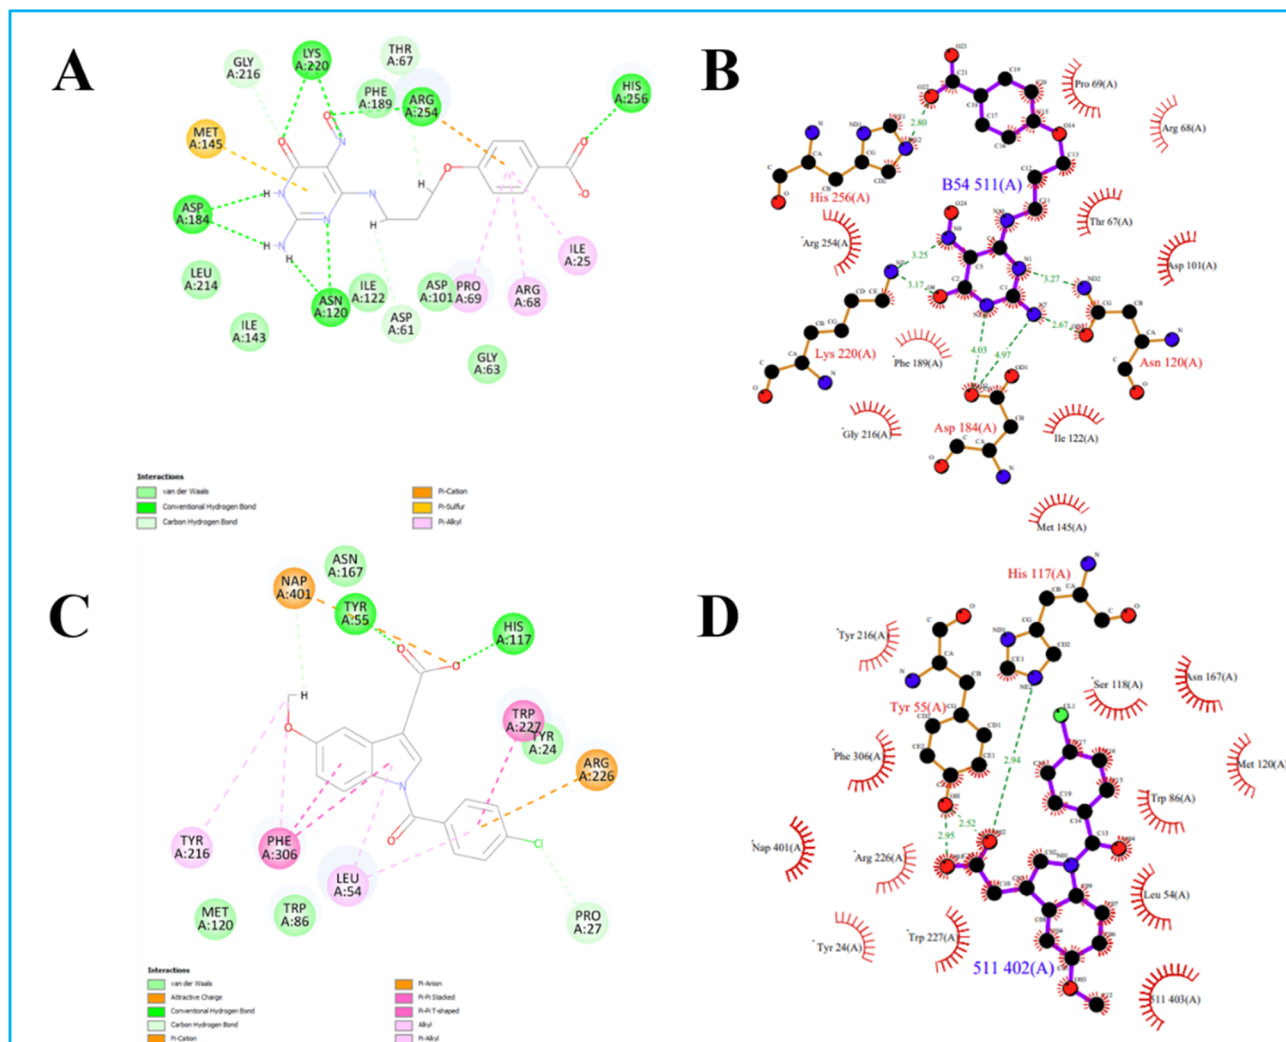 A
GLY
A:216
LYS
A:220
THR
A:67
PHE
A:189
ARG
A:254
HIS
A:256
MET
A:145
ASP
A:184
LEU
A:214
ILE
A:143
ASN
A:120
ILE
A:122
ASP
A:61
ASP
A:101
PRO
A:69
ARG
A:68
ILE
A:25
GLY
A:63
Interactions
van der Waals
Conventional Hydrogen Bond
Carbon Hydrogen Bond
Pi-Cation
Pi-Sulfur
Pi-Alkyl
B
Pro 69(A)
Arg 68(A)
B54 511(A)
His 256(A)
Arg 254(A)
Thr 67(A)
Asp 101(A)
2.80
3.25
3.17
3.27
2.67
4.03
4.97
Lys 220(A)
Phe 189(A)
Asn 120(A)
Gly 216(A)
Asp 184(A)
Ile 122(A)
Met 145(A)
C
NAP
A:401
ASN
A:167
TYR
A:55
HIS
A:117
TRP
A:227
TYR
A:24
ARG
A:226
TYR
A:216
PHE
A:306
LEU
A:54
MET
A:120
TRP
A:86
PRO
A:27
Interactions
van der Waals
Attractive Charge
Conventional Hydrogen Bond
Carbon Hydrogen Bond
Pi-Cation
Pi-Anion
Pi-Pi Stacked
Pi-Pi T-shaped
Alkyl
Pi-Alkyl
D
His 117(A)
Tyr 216(A)
Tyr 55(A)
Ser 118(A)
Asn 167(A)
Phe 306(A)
2.94
Met 120(A)
Trp 86(A)
Nap 401(A)
2.95
2.52
Arg 226(A)
Leu 54(A)
Tyr 24(A)
Trp 227(A)
511 402(A)
511 403(A)